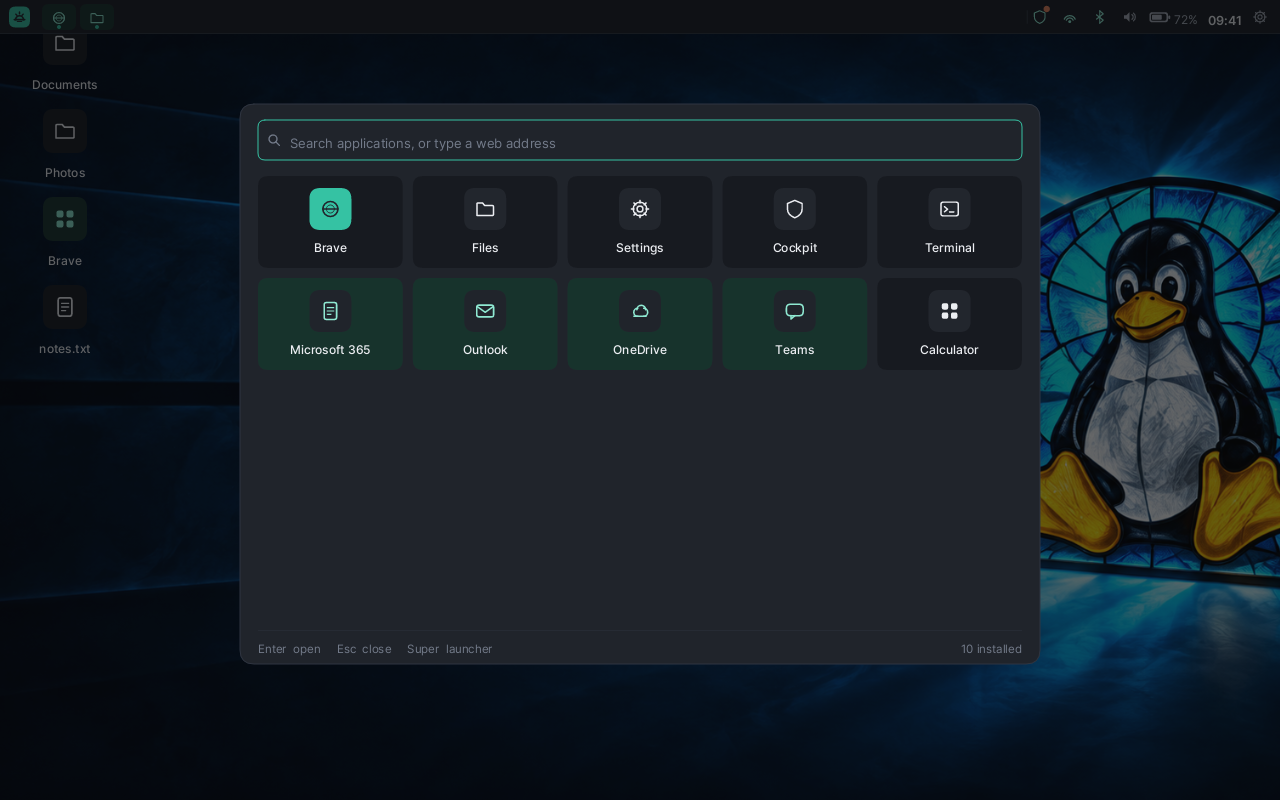 72%
09:41
Documents
Photos
Brave
notes.txt
Search applications, or type a web address
Brave
Files
Settings
Cockpit
Terminal
Microsoft 365
Outlook
OneDrive
Teams
Calculator
Enter open
Esc close
Super launcher
10 installed